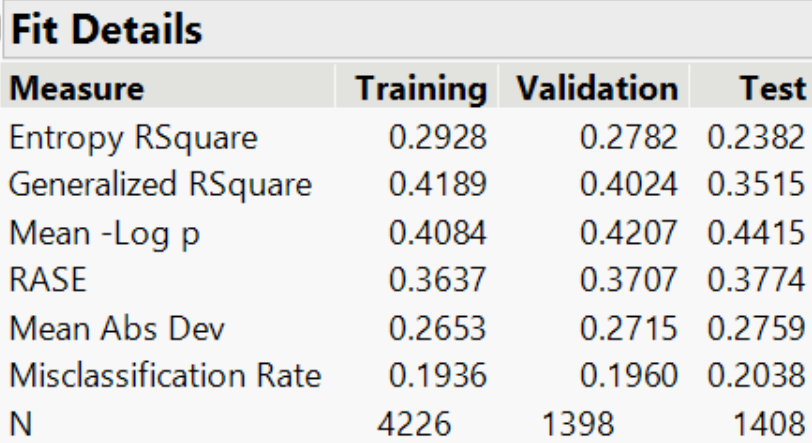 Fit Details
Measure Training Validation Test
Entropy RSquare 0.2928 0.2782 0.2382
Generalized RSquare 0.4189 0.4024 0.3515
Mean -Log p 0.4084 0.4207 0.4415
RASE 0.3637 0.3707 0.3774
Mean Abs Dev 0.2653 0.2715 0.2759
Misclassification Rate 0.1936 0.1960 0.2038
N 4226 1398 1408